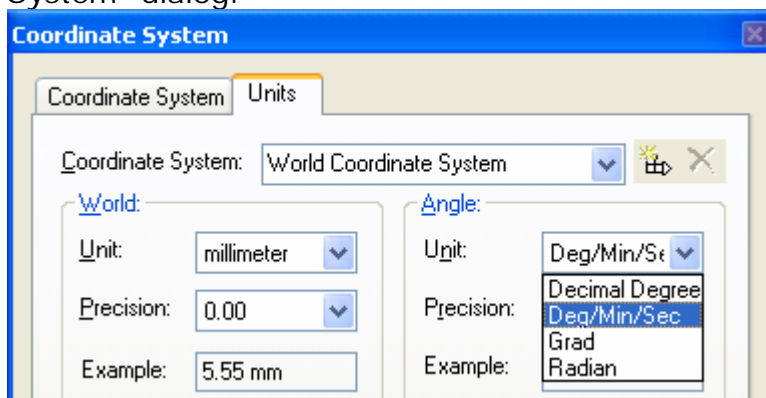 System" dialog.
Coordinate System
Coordinate System Units
Coordinate System: World Coordinate System
World: Angle:
Unit: millimeter Unit: Deg/Min/Se
Decimal Degree
Precision: 0.00 Precision: Deg/Min/Sec
Grad
Example: 5.55 mm Example: Radian